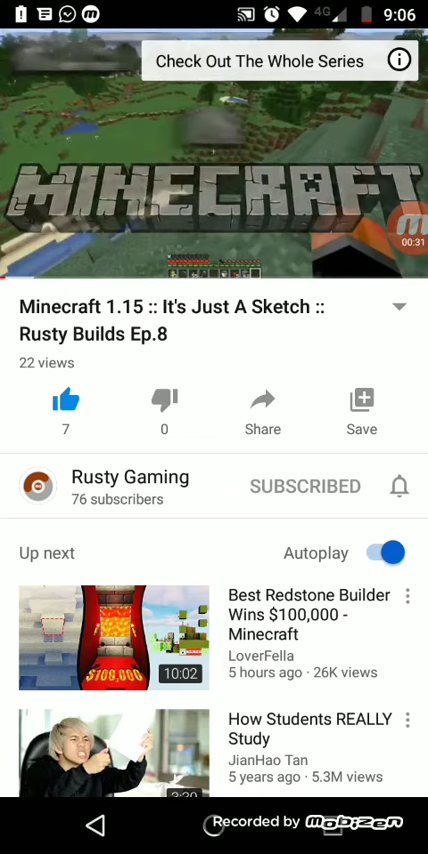 4G
9:06
Check Out The Whole Series
MINECRAFT
00:31
Minecraft 1.15 :: It's Just A Sketch ::
Rusty Builds Ep.8
22 views
7
0
Share
Save
Rusty Gaming
76 subscribers
SUBSCRIBED
Up next
Autoplay
Best Redstone Builder
Wins $100,000 -
Minecraft
LoverFella
5 hours ago · 26K views
$100,000
10:02
How Students REALLY
Study
JianHao Tan
5 years ago · 5.3M views
Recorded by mobizen